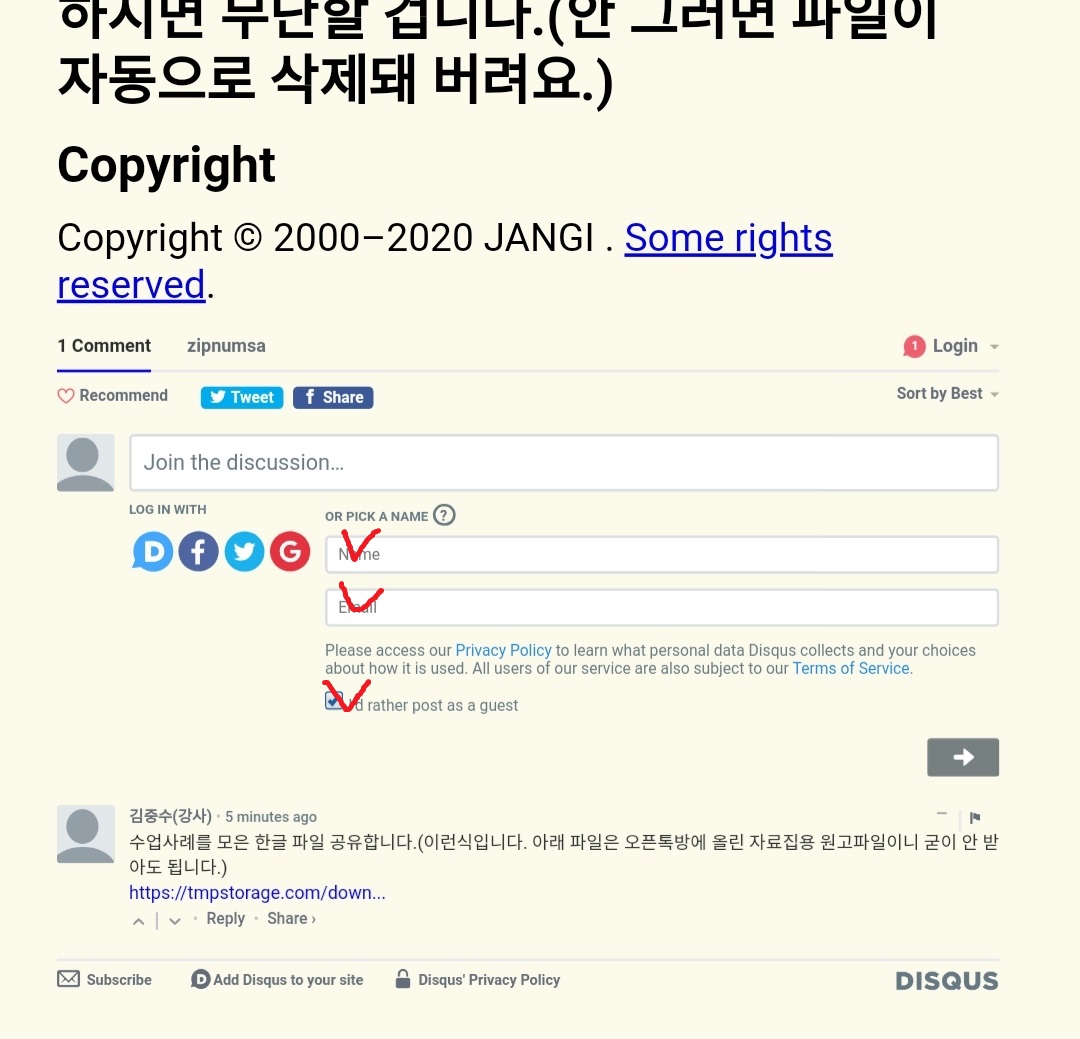 하시면 무난할 겁니다.(안 그러면 파일이
자동으로 삭제돼 버려요.)
Copyright
Copyright © 2000–2020 JANGI . Some rights
reserved.
1 Comment zipnumsa 1 Login
Recommend Tweet f Share Sort by Best
Join the discussion…
LOG IN WITH
OR PICK A NAME ?
D f G
Name
Email
Please access our Privacy Policy to learn what personal data Disqus collects and your choices
about how it is used. All users of our service are also subject to our Terms of Service.
I'd rather post as a guest
김중수(강사) · 5 minutes ago
수업사례를 모은 한글 파일 공유합니다.(이런식입니다. 아래 파일은 오픈톡방에 올린 자료집용 원고파일이니 굳이 안 받
아도 됩니다.)
https://tmpstorage.com/down...
Reply · Share ›
Subscribe D Add Disqus to your site Disqus' Privacy Policy DISQUS